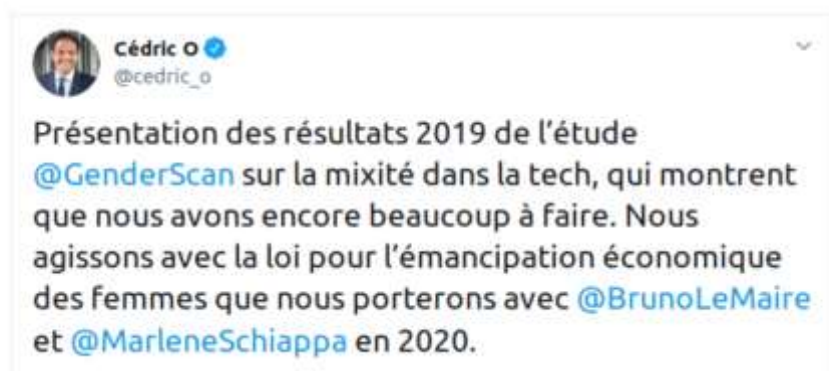 Cédric O
@cedric_o
Présentation des résultats 2019 de l’étude
@GenderScan sur la mixité dans la tech, qui montrent
que nous avons encore beaucoup à faire. Nous
agissons avec la loi pour l’émancipation économique
des femmes que nous porterons avec @BrunoLeMaire
et @MarleneSchiappa en 2020.